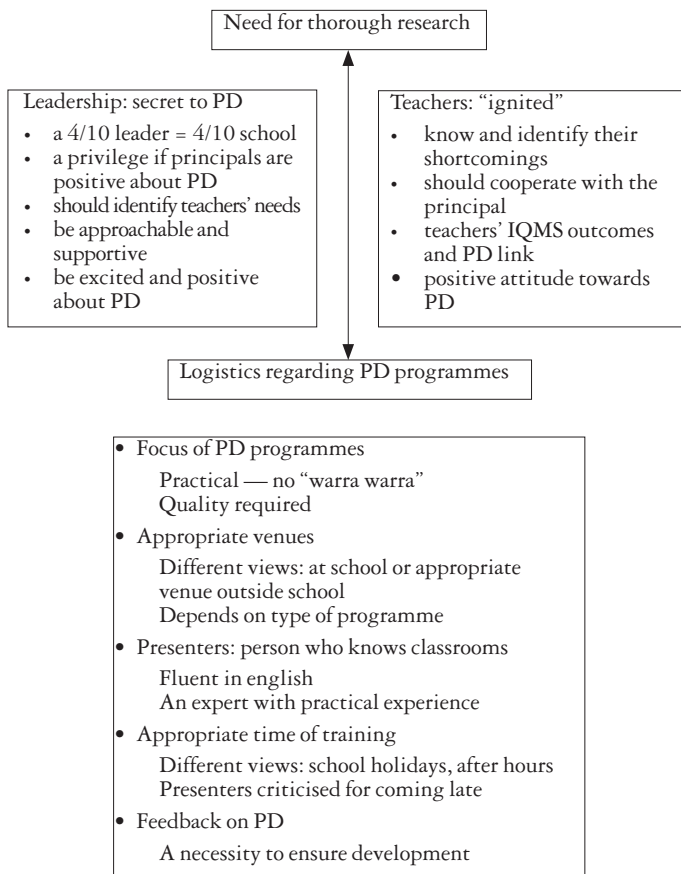 Need for thorough research
Leadership: secret to PD
• a 4/10 leader = 4/10 school
• a privilege if principals are
positive about PD
• should identify teachers’ needs
• be approachable and
supportive
• be excited and positive
about PD
Teachers: “ignited”
• know and identify their
shortcomings
• should cooperate with the
principal
• teachers’ IQMS outcomes
and PD link
• positive attitude towards
PD
Logistics regarding PD programmes
• Focus of PD programmes
Practical — no “warra warra”
Quality required
• Appropriate venues
Different views: at school or appropriate
venue outside school
Depends on type of programme
• Presenters: person who knows classrooms
Fluent in english
An expert with practical experience
• Appropriate time of training
Different views: school holidays, after hours
Presenters criticised for coming late
• Feedback on PD
A necessity to ensure development